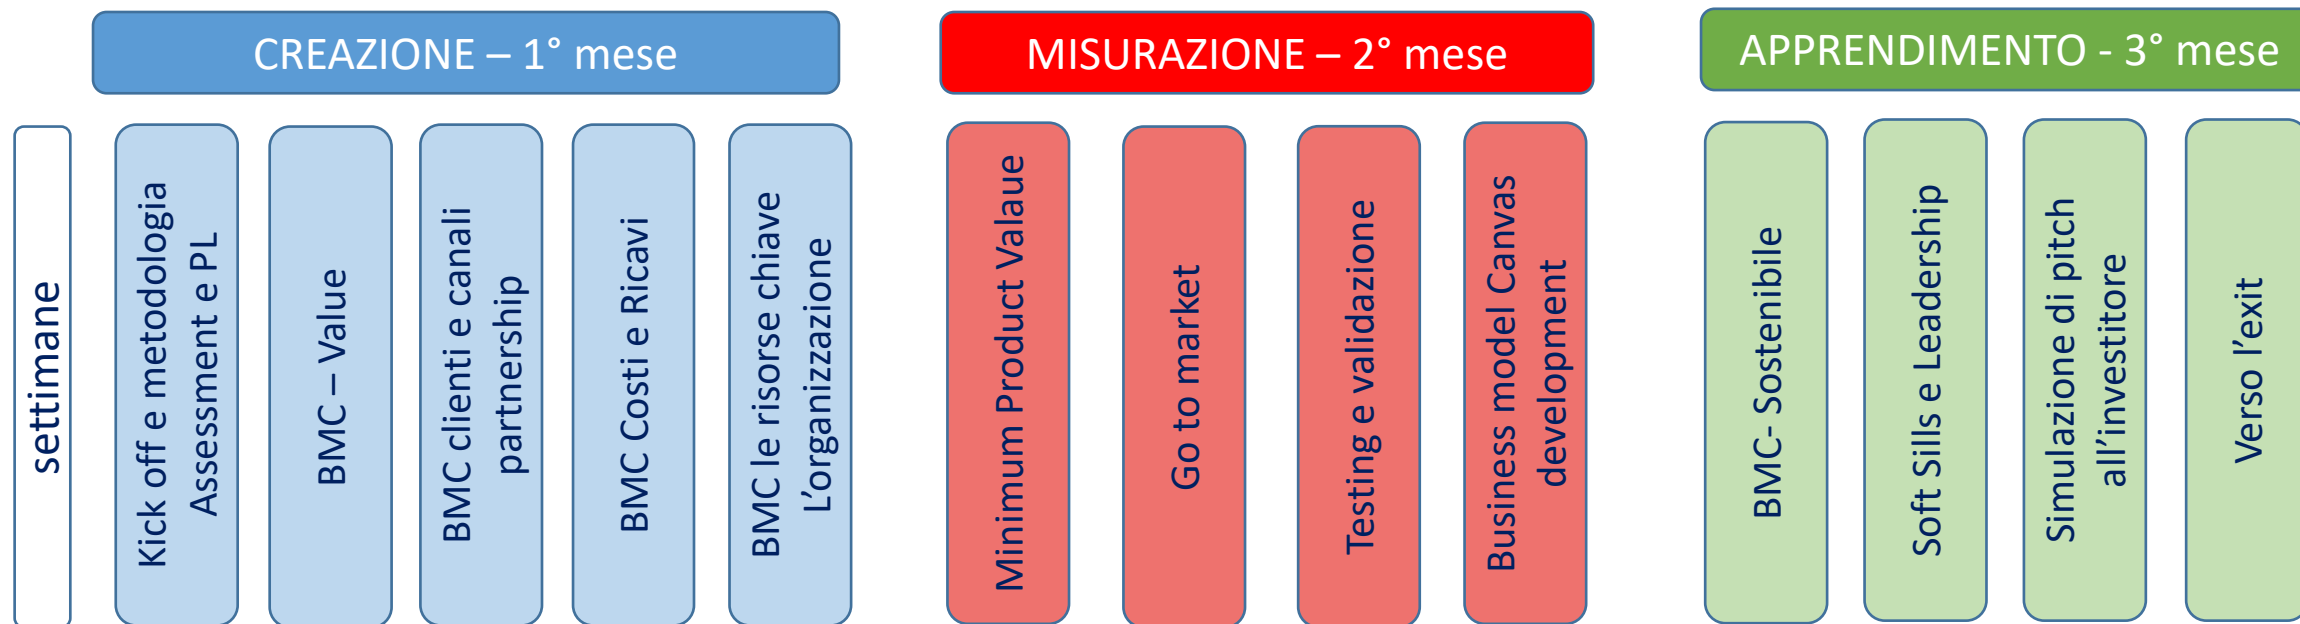 CREAZIONE – 1° mese
MISURAZIONE – 2° mese
APPRENDIMENTO - 3° mese
settimane
Kick off e metodologia
Assessment e PL
BMC – Value
BMC clienti e canali
partnership
BMC Costi e Ricavi
BMC le risorse chiave
L’organizzazione
Minimum Product Valaue
Go to market
Testing e validazione
Business model Canvas
development
BMC- Sostenibile
Soft Sills e Leadership
Simulazione di pitch
all’investitore
Verso l’exit